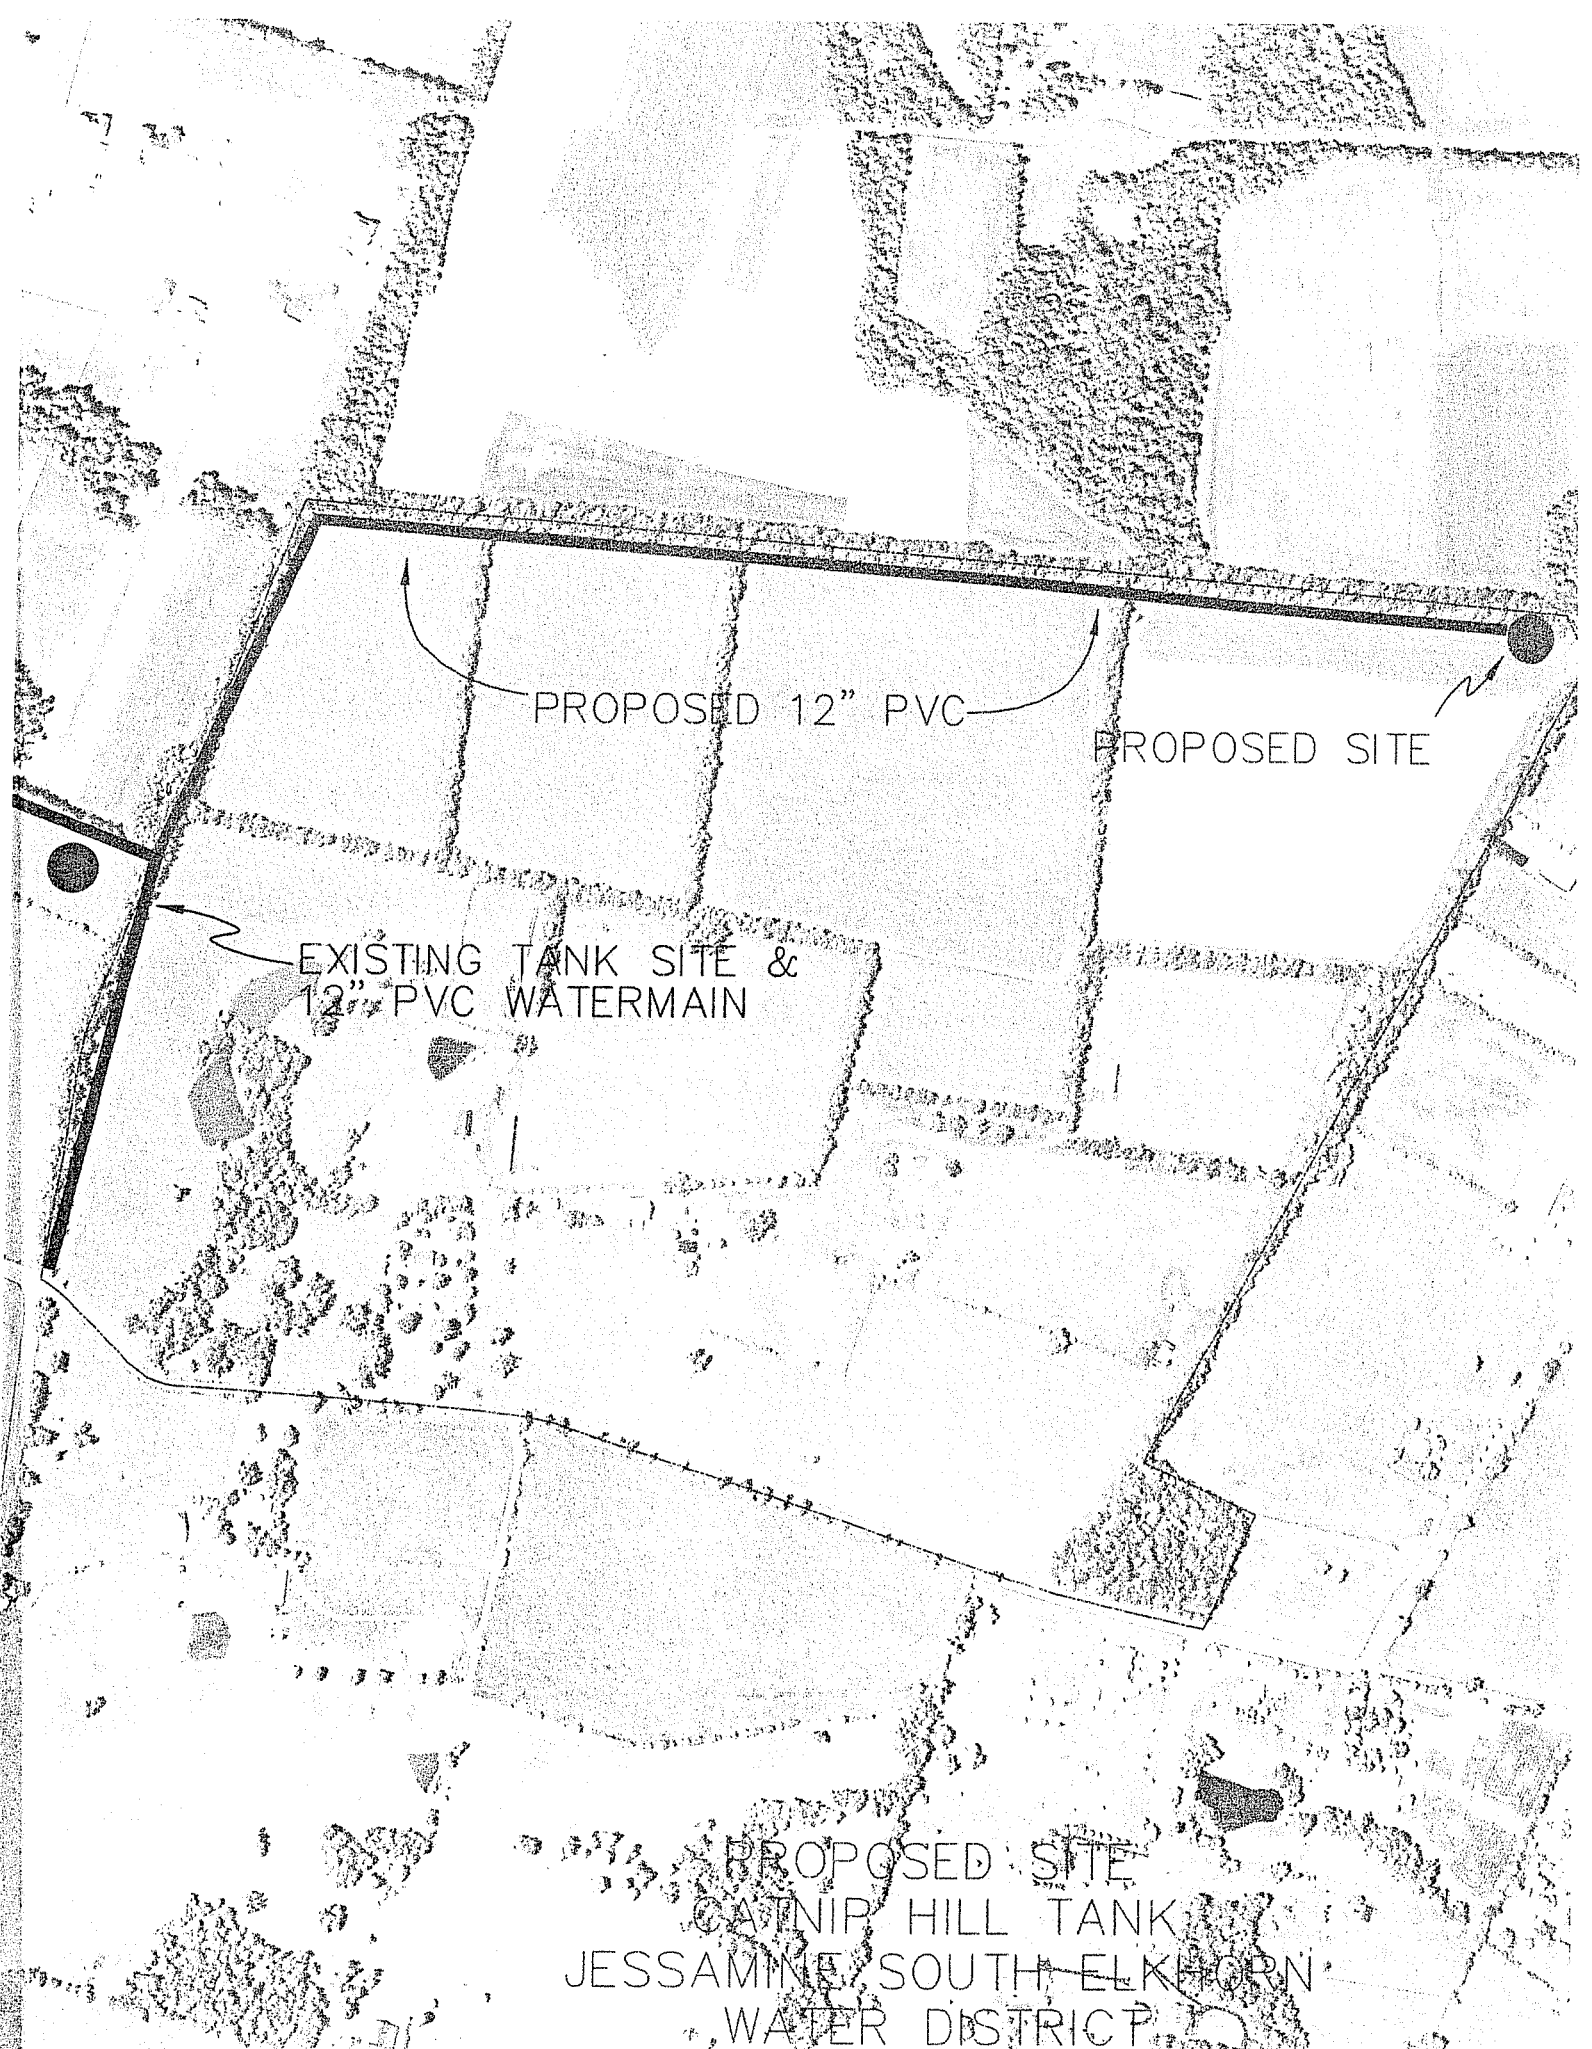 PROPOSED 12" PVC
PROPOSED SITE
EXISTING TANK SITE &
12" PVC WATERMAIN
PROPOSED SITE
CATNIP HILL TANK
JESSAMINE SOUTH ELKHORN
WATER DISTRICT